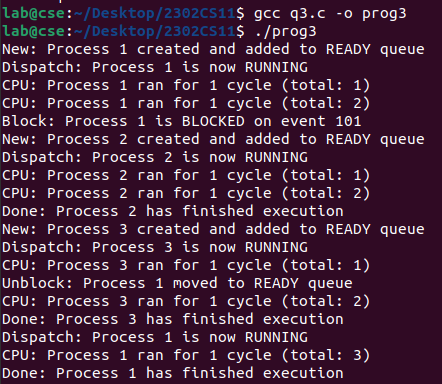 lab@cse:~/Desktop/2302CS11$ gcc q3.c -o prog3
lab@cse:~/Desktop/2302CS11$ ./prog3
New: Process 1 created and added to READY queue
Dispatch: Process 1 is now RUNNING
CPU: Process 1 ran for 1 cycle (total: 1)
CPU: Process 1 ran for 1 cycle (total: 2)
Block: Process 1 is BLOCKED on event 101
New: Process 2 created and added to READY queue
Dispatch: Process 2 is now RUNNING
CPU: Process 2 ran for 1 cycle (total: 1)
CPU: Process 2 ran for 1 cycle (total: 2)
Done: Process 2 has finished execution
New: Process 3 created and added to READY queue
Dispatch: Process 3 is now RUNNING
CPU: Process 3 ran for 1 cycle (total: 1)
Unblock: Process 1 moved to READY queue
CPU: Process 3 ran for 1 cycle (total: 2)
Done: Process 3 has finished execution
Dispatch: Process 1 is now RUNNING
CPU: Process 1 ran for 1 cycle (total: 3)
Done: Process 1 has finished execution